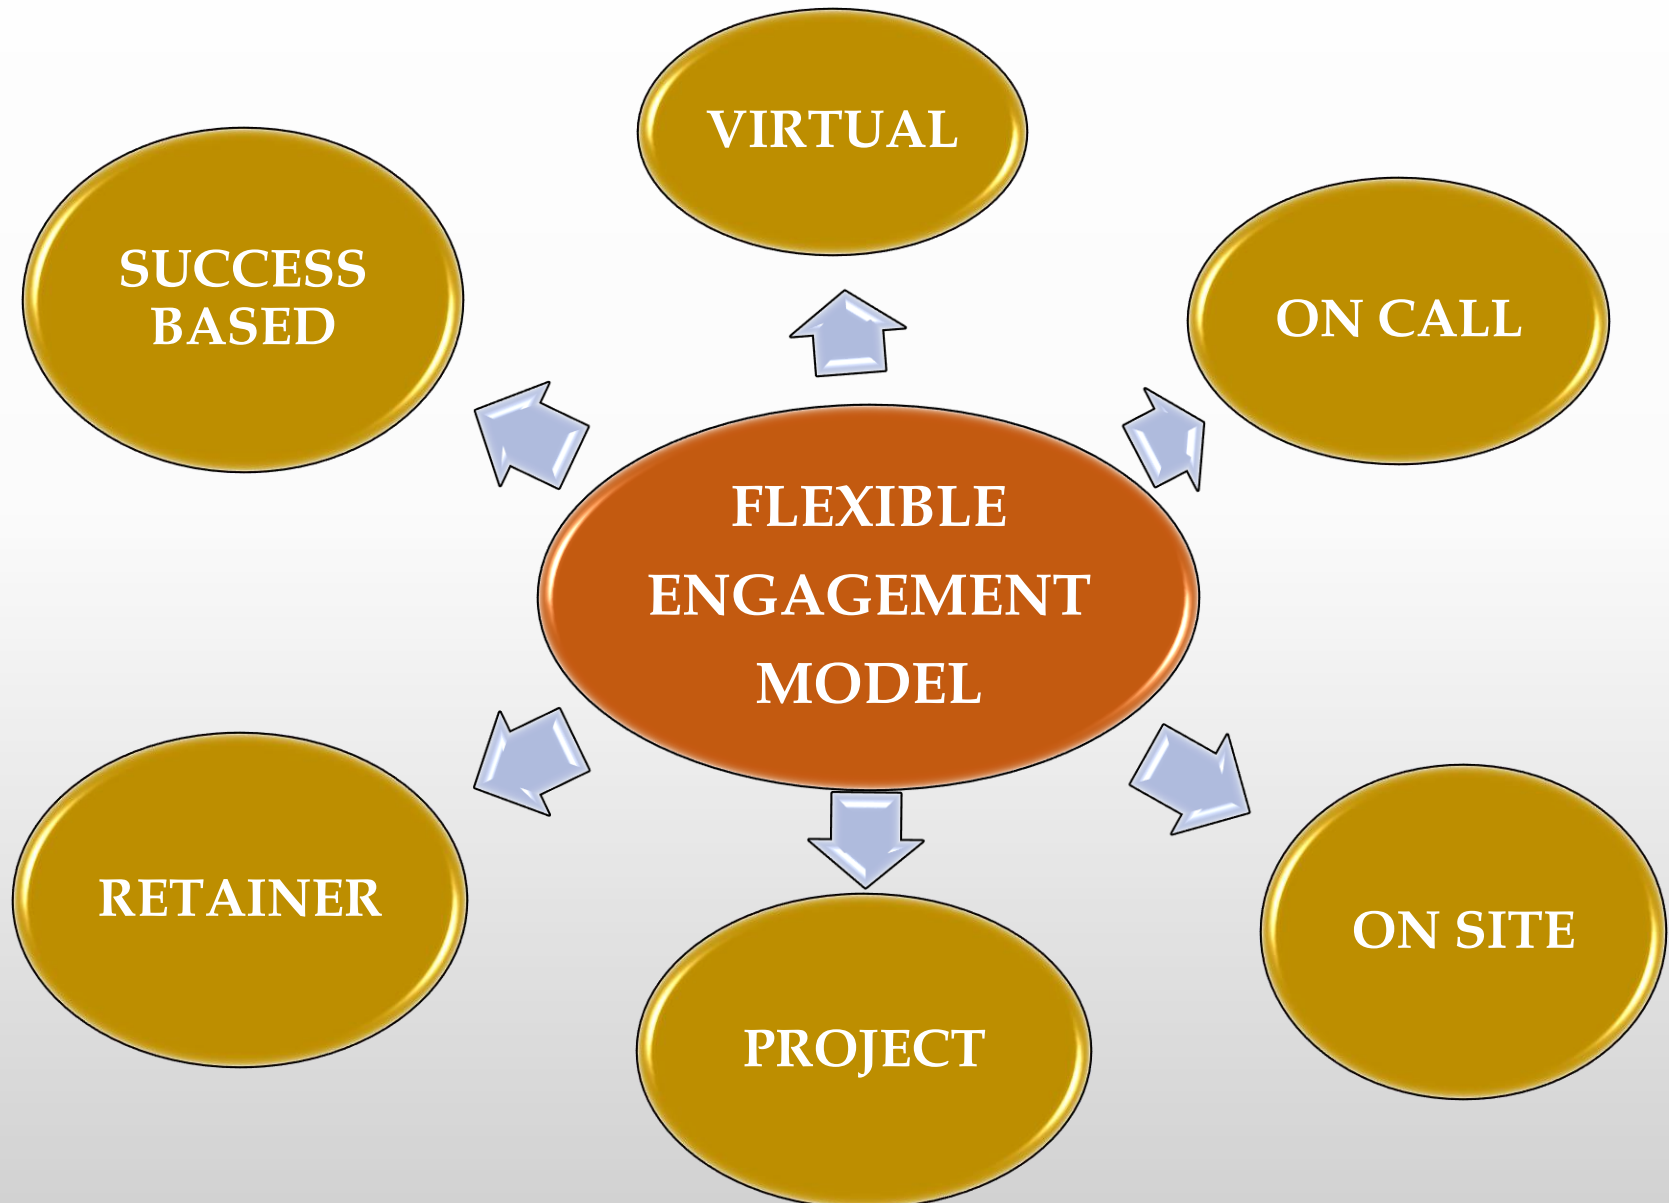 VIRTUAL
SUCCESS
BASED
ON CALL
FLEXIBLE
ENGAGEMENT
MODEL
RETAINER
ON SITE
PROJECT